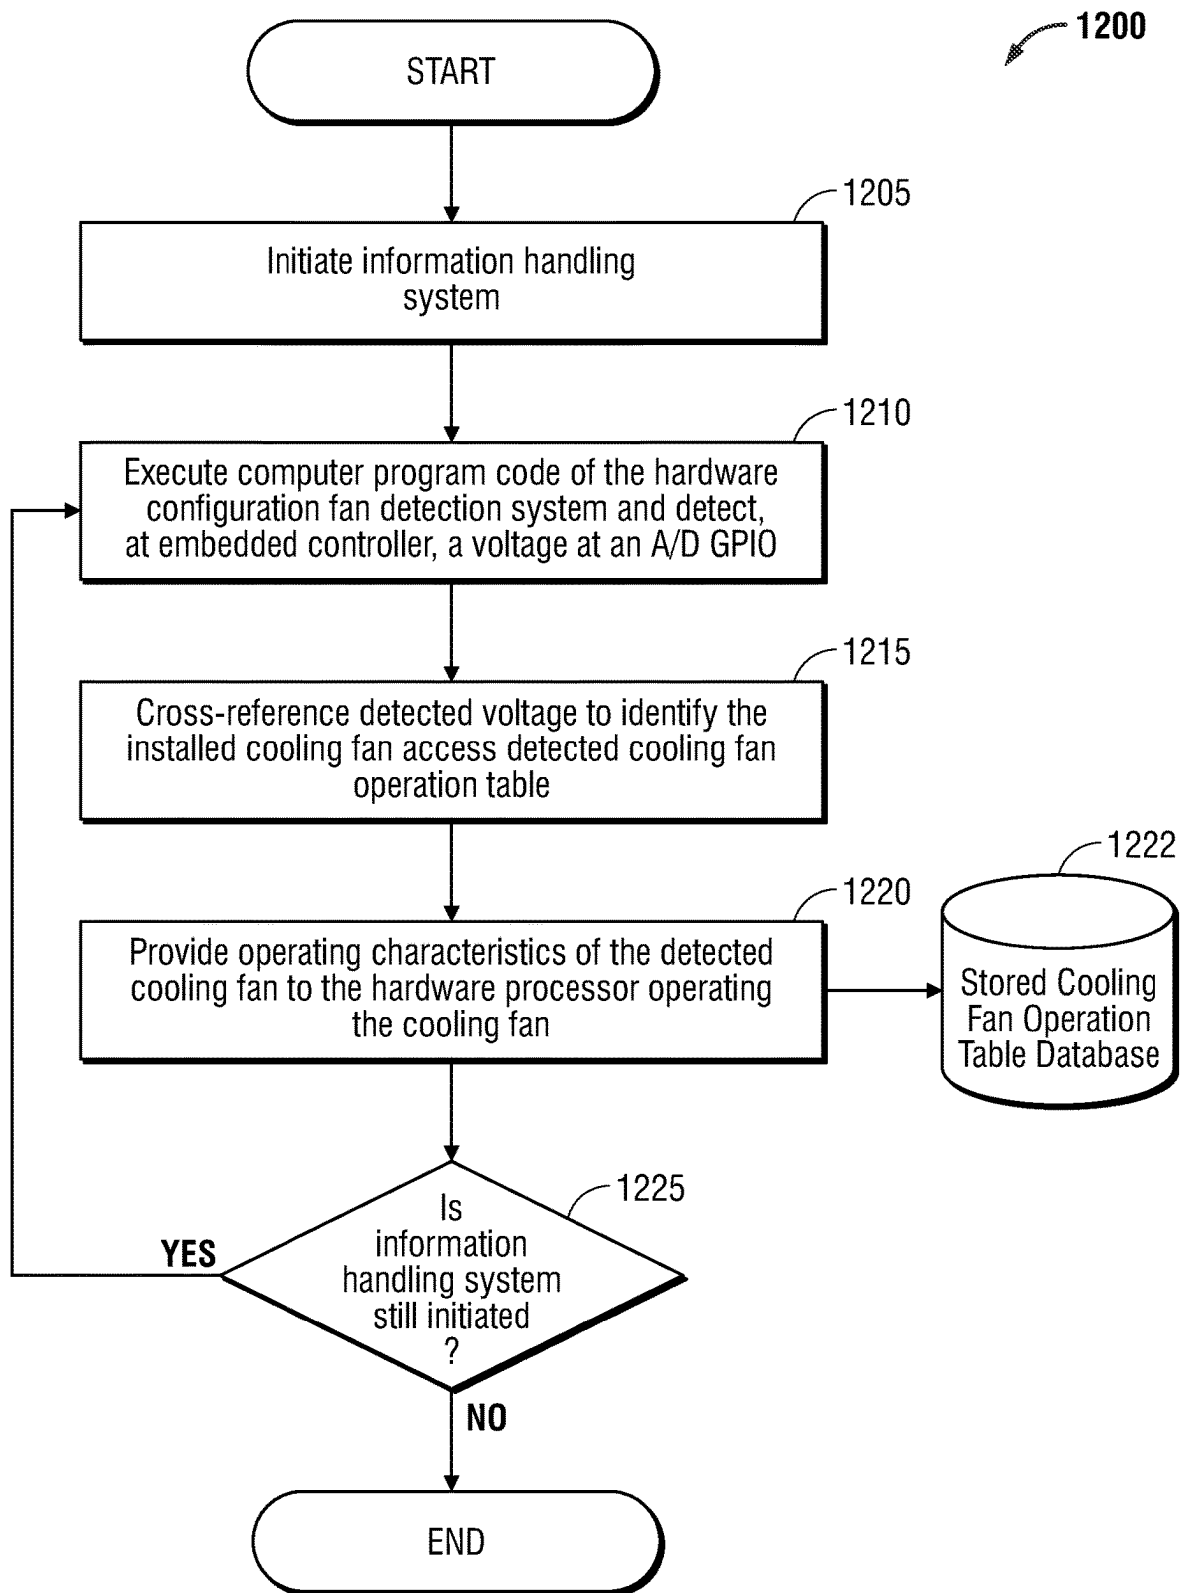 1200
START
1205
Initiate information handling
system
1210
Execute computer program code of the hardware
configuration fan detection system and detect,
at embedded controller, a voltage at an A/D GPIO
1215
Cross-reference detected voltage to identify the
installed cooling fan access detected cooling fan
operation table
1220
Provide operating characteristics of the detected
cooling fan to the hardware processor operating
the cooling fan
1222
Stored Cooling
Fan Operation
Table Database
1225
Is
information
handling system
still initiated
?
YES
NO
END